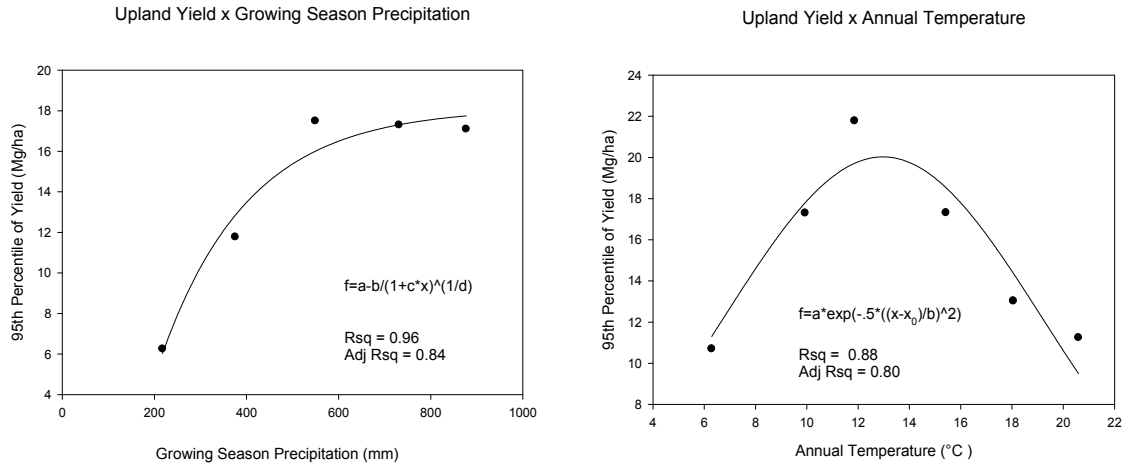 Upland Yield x Growing Season Precipitation
95th Percentile of Yield (Mg/ha)
20
18
16
14
12
10
8
6
4
f=a-b/(1+c*x)^(1/d)
Rsq = 0.96
Adj Rsq = 0.84
0
200
400
600
800
1000
Growing Season Precipitation (mm)
Upland Yield x Annual Temperature
95th Percentile of Yield (Mg/ha)
24
22
20
18
16
14
12
10
8
f=a*exp(-.5*((x-x₀)/b)^2)
Rsq = 0.88
Adj Rsq = 0.80
4
6
8
10
12
14
16
18
20
22
Annual Temperature (°C )